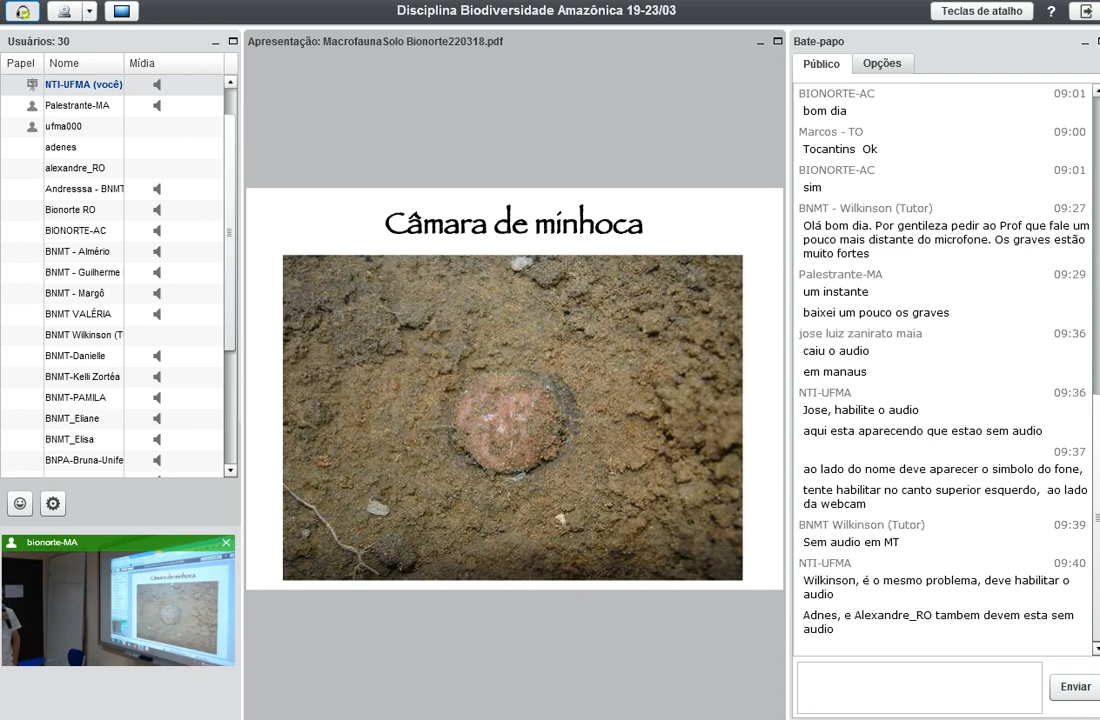 Disciplina Biodiversidade Amazônica 19-23/03
Teclas de atalho
?
Usuários: 30
Papel Nome Mídia
NTI-UFMA (você)
Palestrante-MA
ufma000
adenes
alexandre_RO
Andresssa - BNMT
Bionorte RO
BIONORTE-AC
BNMT - Almério
BNMT - Guilherme
BNMT - Margô
BNMT VALÉRIA
BNMT Wilkinson (T
BNMT-Danielle
BNMT-Kelli Zortéa
BNMT-PAMILA
BNMT_Eliane
BNMT_Elisa
BNPA-Bruna-Unife
bionorte-MA
Câmara de minhoca
Apresentação: MacrofaunaSolo Bionorte220318.pdf
Câmara de minhoca
Bate-papo
Público Opções
BIONORTE-AC 09:01
bom dia
Marcos - TO 09:00
Tocantins Ok
BIONORTE-AC 09:01
sim
BNMT - Wilkinson (Tutor) 09:27
Olá bom dia. Por gentileza pedir ao Prof que fale um
pouco mais distante do microfone. Os graves estão
muito fortes
Palestrante-MA 09:29
um instante
baixei um pouco os graves
jose luiz zanirato maia 09:36
caiu o audio
em manaus
NTI-UFMA 09:36
Jose, habilite o audio
aqui esta aparecendo que estao sem audio
09:37
ao lado do nome deve aparecer o simbolo do fone,
tente habilitar no canto superior esquerdo, ao lado
da webcam
BNMT Wilkinson (Tutor) 09:39
Sem audio em MT
NTI-UFMA 09:40
Wilkinson, é o mesmo problema, deve habilitar o
audio
Adnes, e Alexandre_RO tambem devem esta sem
audio
Enviar